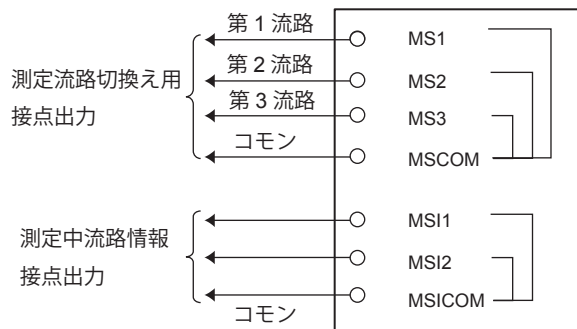 第 1 流路
MS1
測定流路切換え用
接点出力
第 2 流路
MS2
第 3 流路
MS3
コモン
MSCOM
測定中流路情報
接点出力
MSI1
MSI2
コモン
MSICOM